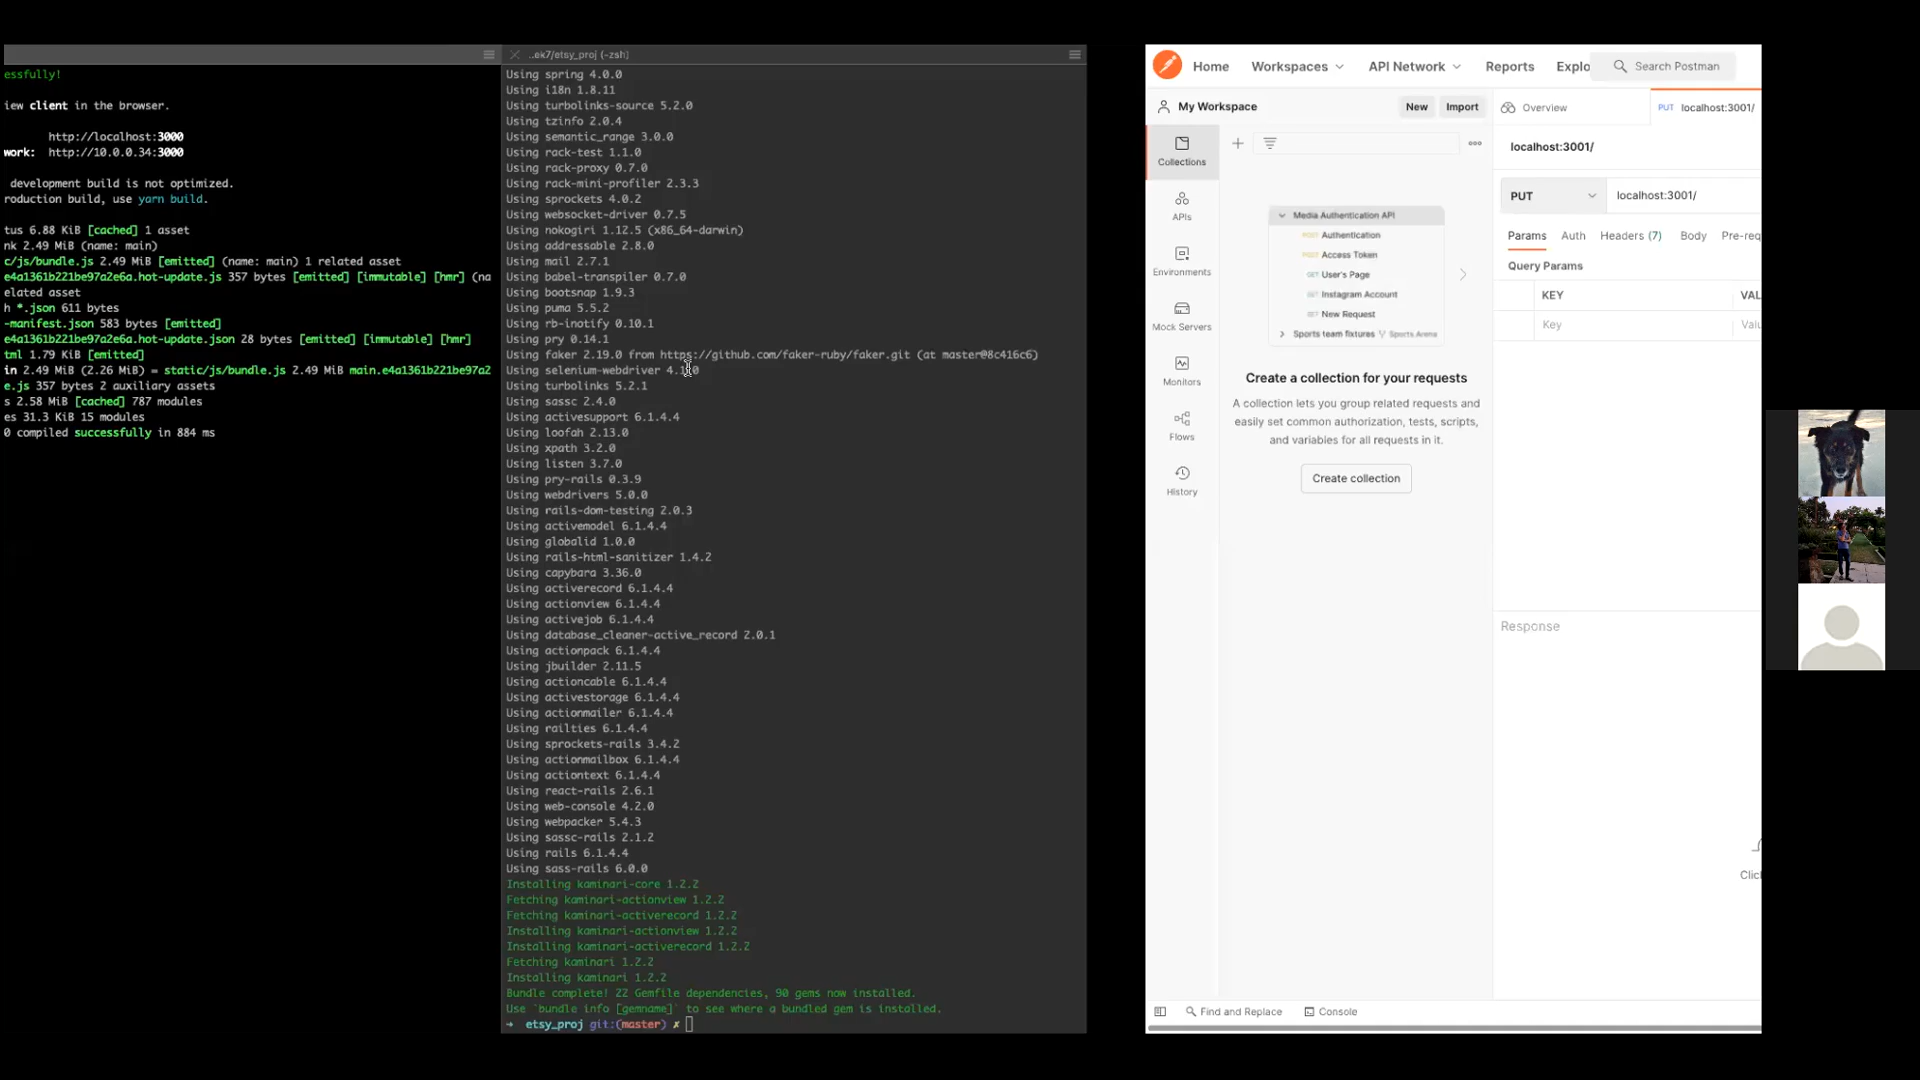 essfully!
iew client in the browser.
http://localhost:3000
work:  http://10.0.0.34:3000
development build is not optimized.
roduction build, use yarn build.
tus 6.88 KiB [cached] 1 asset
nk 2.49 MiB (name: main)
c/js/bundle.js 2.49 MiB [emitted] (name: main) 1 related asset
e4a1361b221be97a2e6a.hot-update.js 357 bytes [emitted] [immutable] [hmr] (na
elated asset
h *.json 611 bytes
-manifest.json 583 bytes [emitted]
e4a1361b221be97a2e6a.hot-update.json 28 bytes [emitted] [immutable] [hmr]
tml 1.79 KiB [emitted]
in 2.49 MiB (2.26 MiB) = static/js/bundle.js 2.49 MiB main.e4a1361b221be97a2
e.js 357 bytes 2 auxiliary assets
s 2.58 MiB [cached] 787 modules
es 31.3 KiB 15 modules
0 compiled successfully in 884 ms
..ek7/etsy_proj (-zsh)
Using spring 4.0.0
Using i18n 1.8.11
Using turbolinks-source 5.2.0
Using tzinfo 2.0.4
Using semantic_range 3.0.0
Using rack-test 1.1.0
Using rack-proxy 0.7.0
Using rack-mini-profiler 2.3.3
Using sprockets 4.0.2
Using websocket-driver 0.7.5
Using nokogiri 1.12.5 (x86_64-darwin)
Using addressable 2.8.0
Using mail 2.7.1
Using babel-transpiler 0.7.0
Using bootsnap 1.9.3
Using puma 5.5.2
Using rb-inotify 0.10.1
Using pry 0.14.1
Using faker 2.19.0 from https://github.com/faker-ruby/faker.git (at master@8c416c6)
Using selenium-webdriver
Using turbolinks 5.2.1
Using sassc 2.4.0
Using activesupport 6.1.4.4
Using loofah 2.13.0
Using xpath 3.2.0
Using listen 3.7.0
Using pry-rails 0.3.9
Using webdrivers 5.0.0
Using rails-dom-testing 2.0.3
Using activemodel 6.1.4.4
Using globalid 1.0.0
Using rails-html-sanitizer 1.4.2
Using capybara 3.36.0
Using activerecord 6.1.4.4
Using actionview 6.1.4.4
Using activejob 6.1.4.4
Using database_cleaner-active_record 2.0.1
Using actionpack 6.1.4.4
Using jbuilder 2.11.5
Using actioncable 6.1.4.4
Using activestorage 6.1.4.4
Using actionmailer 6.1.4.4
Using railties 6.1.4.4
Using sprockets-rails 3.4.2
Using actionmailbox 6.1.4.4
Using actiontext 6.1.4.4
Using react-rails 2.6.1
Using web-console 4.2.0
Using webpacker 5.4.3
Using sassc-rails 2.1.2
Using rails 6.1.4.4
Using sass-rails 6.0.0
Installing kaminari-core 1.2.2
Fetching kaminari-actionview 1.2.2
Fetching kaminari-activerecord 1.2.2
Installing kaminari-actionview 1.2.2
Installing kaminari-activerecord 1.2.2
Fetching kaminari 1.2.2
Installing kaminari 1.2.2
Bundle complete! 22 Gemfile dependencies, 90 gems now installed.
Use `bundle info [gemname]` to see where a bundled gem is installed.
→ etsy_proj git:(master) ✗
Home Workspaces API Network Reports Explo Search Postman
My Workspace New Import
Overview PUT localhost:3001/
Collections
APIs
Environments
Mock Servers
Monitors
Flows
History
Media Authentication API
POST Authentication
POST Access Token
GET User's Page
GET Instagram Account
GET New Request
Sports team fixtures Sports Arena
Create a collection for your requests
A collection lets you group related requests and
easily set common authorization, tests, scripts,
and variables for all requests in it.
Create collection
localhost:3001/
PUT localhost:3001/
Params Auth Headers (7) Body Pre-req
Query Params
KEY VAL
Key Valu
Response
Clic
Find and Replace Console